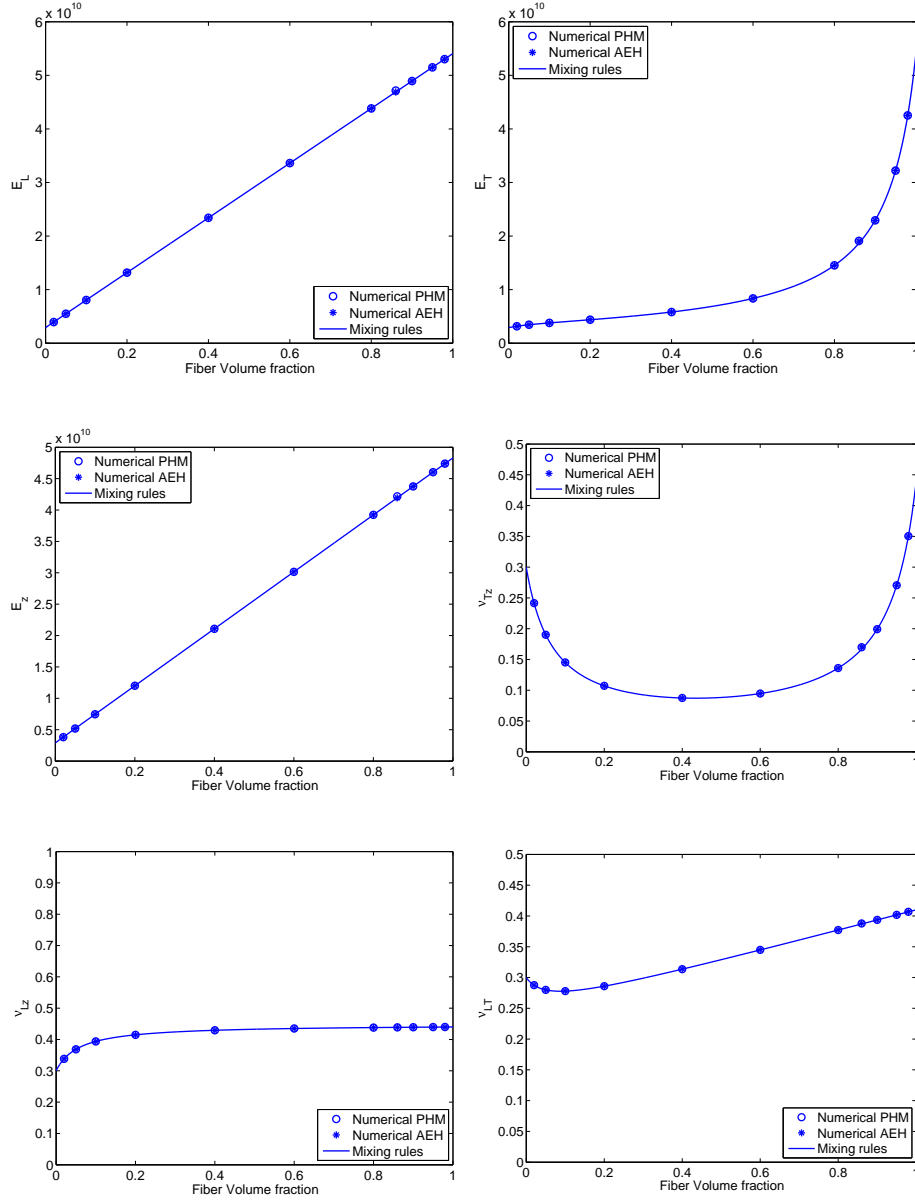 x 10^10
6
5
4
3
2
1
0
E_L
0 0.2 0.4 0.6 0.8 1
Fiber Volume fraction
Numerical PHM
Numerical AEH
Mixing rules
x 10^10
6
5
4
3
2
1
0
E_T
0 0.2 0.4 0.6 0.8 1
Fiber Volume fraction
Numerical PHM
Numerical AEH
Mixing rules
x 10^10
5
4.5
4
3.5
3
2.5
2
1.5
1
0.5
0
E_z
0 0.2 0.4 0.6 0.8 1
Fiber Volume fraction
Numerical PHM
Numerical AEH
Mixing rules
0.5
0.45
0.4
0.35
0.3
0.25
0.2
0.15
0.1
0.05
0
ν_Tz
0 0.2 0.4 0.6 0.8 1
Fiber Volume fraction
Numerical PHM
Numerical AEH
Mixing rules
1
0.9
0.8
0.7
0.6
0.5
0.4
0.3
0.2
0.1
0
ν_Lz
0 0.2 0.4 0.6 0.8 1
Fiber Volume fraction
Numerical PHM
Numerical AEH
Mixing rules
0.5
0.45
0.4
0.35
0.3
0.25
0.2
0.15
0.1
0.05
0
ν_LT
0 0.2 0.4 0.6 0.8 1
Fiber Volume fraction
Numerical PHM
Numerical AEH
Mixing rules